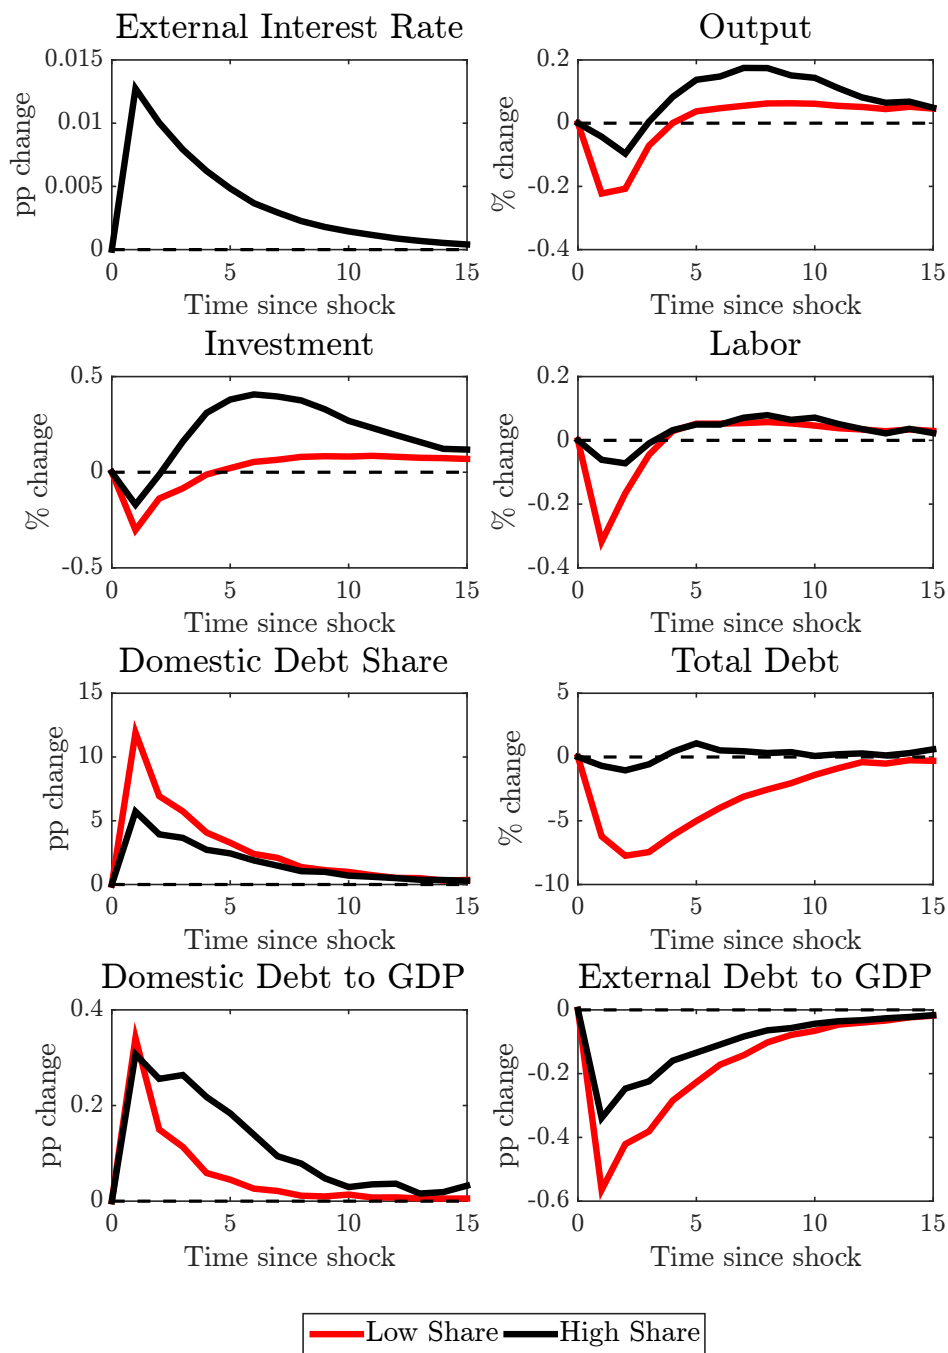 External Interest Rate
0.015
0.01
0.005
0
pp change
0 5 10 15
Time since shock
Output
0.2
0
-0.2
-0.4
% change
0 5 10 15
Time since shock
Investment
0.5
0
-0.5
% change
0 5 10 15
Time since shock
Labor
0.2
0
-0.2
-0.4
% change
0 5 10 15
Time since shock
Domestic Debt Share
15
10
5
0
pp change
0 5 10 15
Time since shock
Total Debt
5
0
-5
-10
% change
0 5 10 15
Time since shock
Domestic Debt to GDP
0.4
0.2
0
pp change
0 5 10 15
Time since shock
External Debt to GDP
0
-0.2
-0.4
-0.6
pp change
0 5 10 15
Time since shock
Low Share High Share